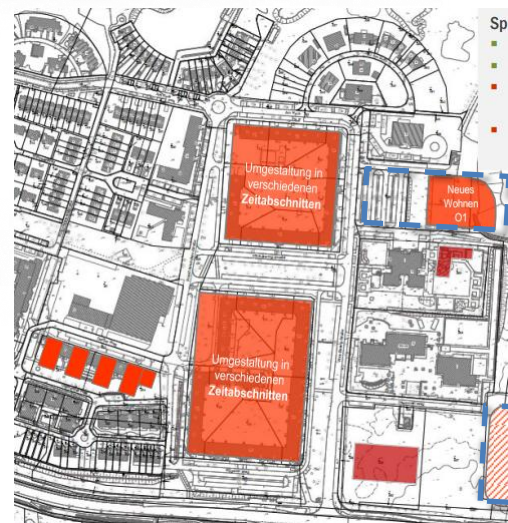 Sp
Umgestaltung in
verschiedenen
Zeitabschnitten
Neues
Wohnen
O1
Umgestaltung in
verschiedenen
Zeitabschnitten